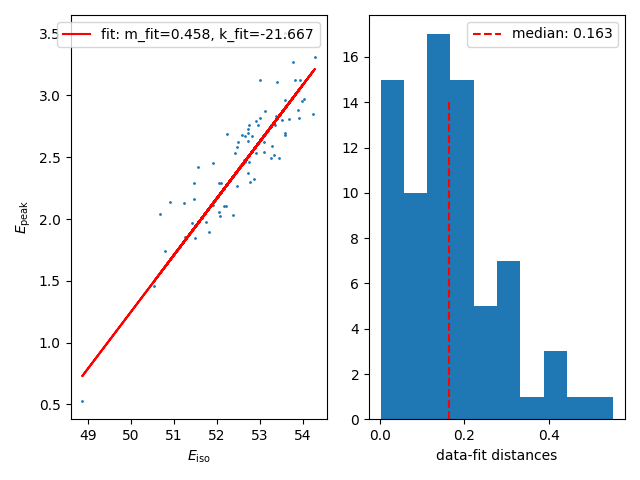 fit: m_fit=0.458, k_fit=-21.667
3.5
3.0
2.5
2.0
1.5
1.0
0.5
E_peak
49 50 51 52 53 54
E_iso
median: 0.163
16
14
12
10
8
6
4
2
0
0.0 0.2 0.4
data-fit distances